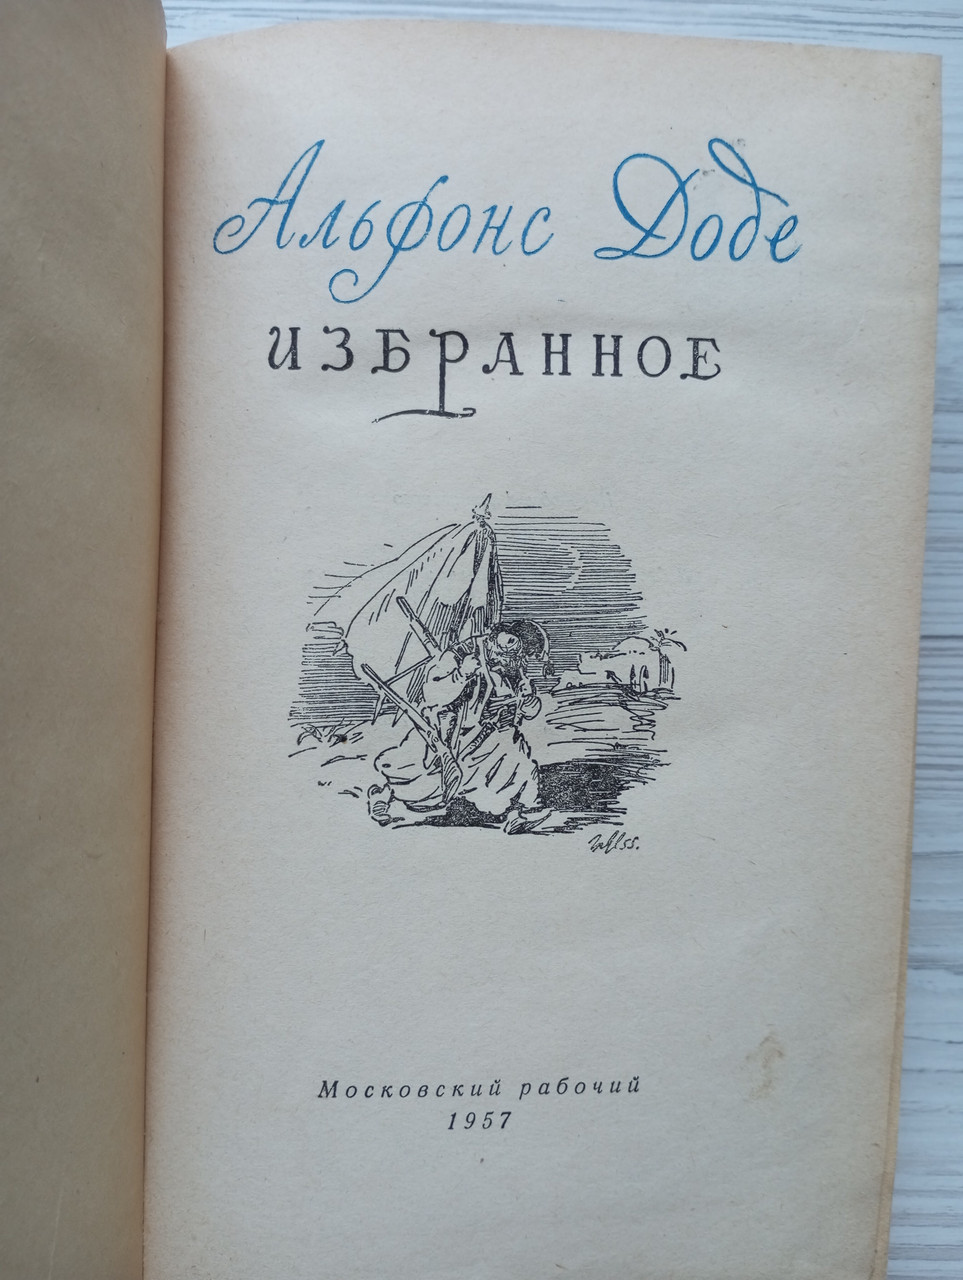 Альфонс Доде
ИЗБРАННОЕ
Московский рабочий
1957